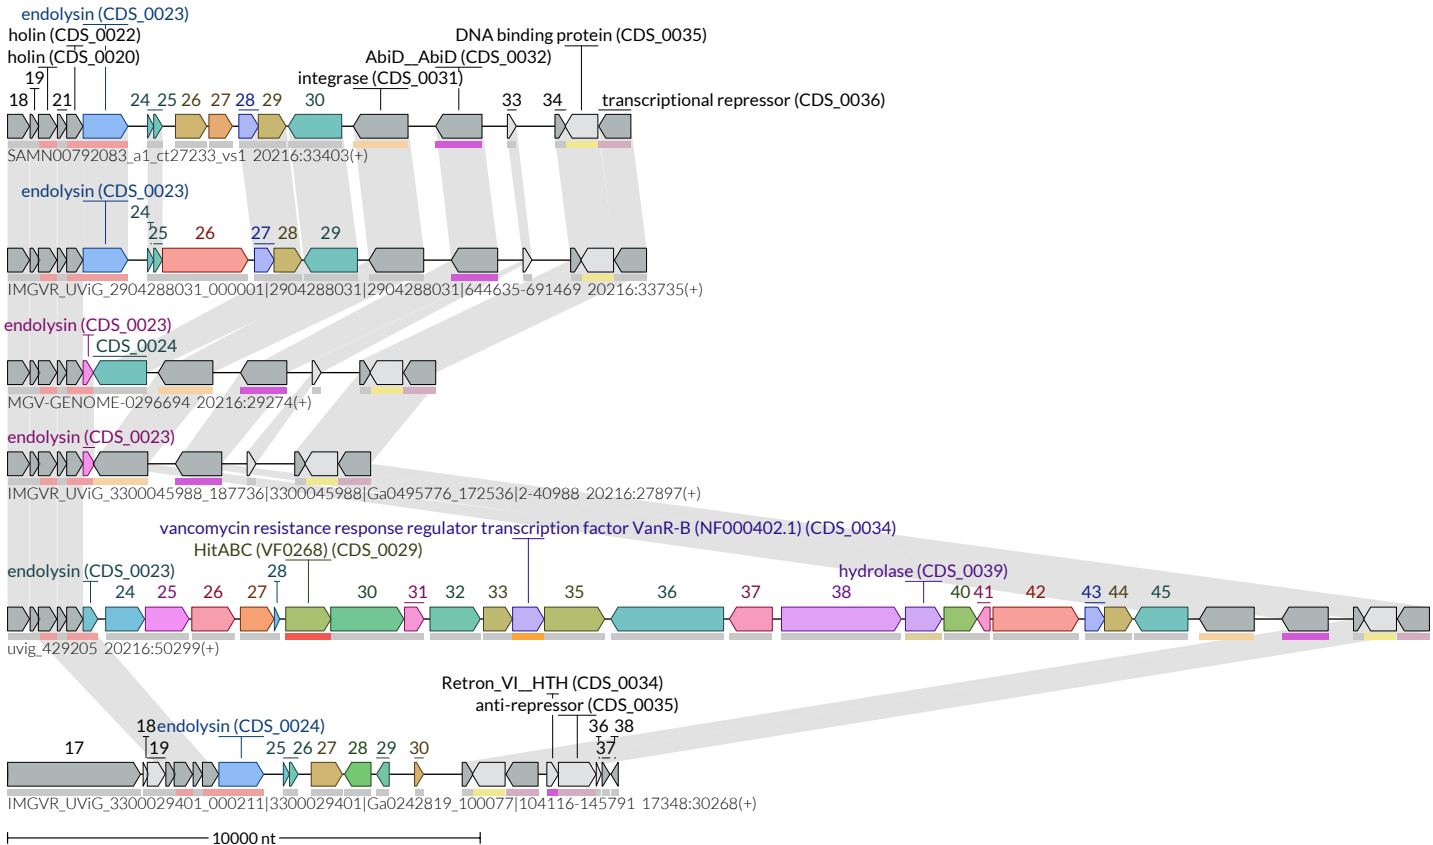 endolysin (CDS_0023)
holin (CDS_0022)
DNA binding protein (CDS_0035)
holin (CDS_0020)
AbiD__AbiD (CDS_0032)
19
integrase (CDS_0031)
18 21 24 25 26 27 28 29 30 33 34 transcriptional repressor (CDS_0036)
SAMN00792083_a1_ct27233_vs1 20216:33403(+)
endolysin (CDS_0023)
24
25 26 27 28 29
IMGVR_UViG_2904288031_000001|2904288031|2904288031|644635-691469 20216:33735(+)
endolysin (CDS_0023)
CDS_0024
MGV-GENOME-0296694 20216:29274(+)
endolysin (CDS_0023)
IMGVR_UViG_3300045988_187736|3300045988|Ga0495776_172536|2-40988 20216:27897(+)
vancomycin resistance response regulator transcription factor VanR-B (NF000402.1) (CDS_0034)
HitABC (VF0268) (CDS_0029)
endolysin (CDS_0023) 28 hydrolase (CDS_0039)
24 25 26 27 30 31 32 33 35 36 37 38 40 41 42 43 44 45
uvig_429205 20216:50299(+)
Retron_VI__HTH (CDS_0034)
anti-repressor (CDS_0035)
18 endolysin (CDS_0024) 36 38
17 19 25 26 27 28 29 30 37
IMGVR_UViG_3300029401_000211|3300029401|Ga0242819_100077|104116-145791 17348:30268(+)
10000 nt